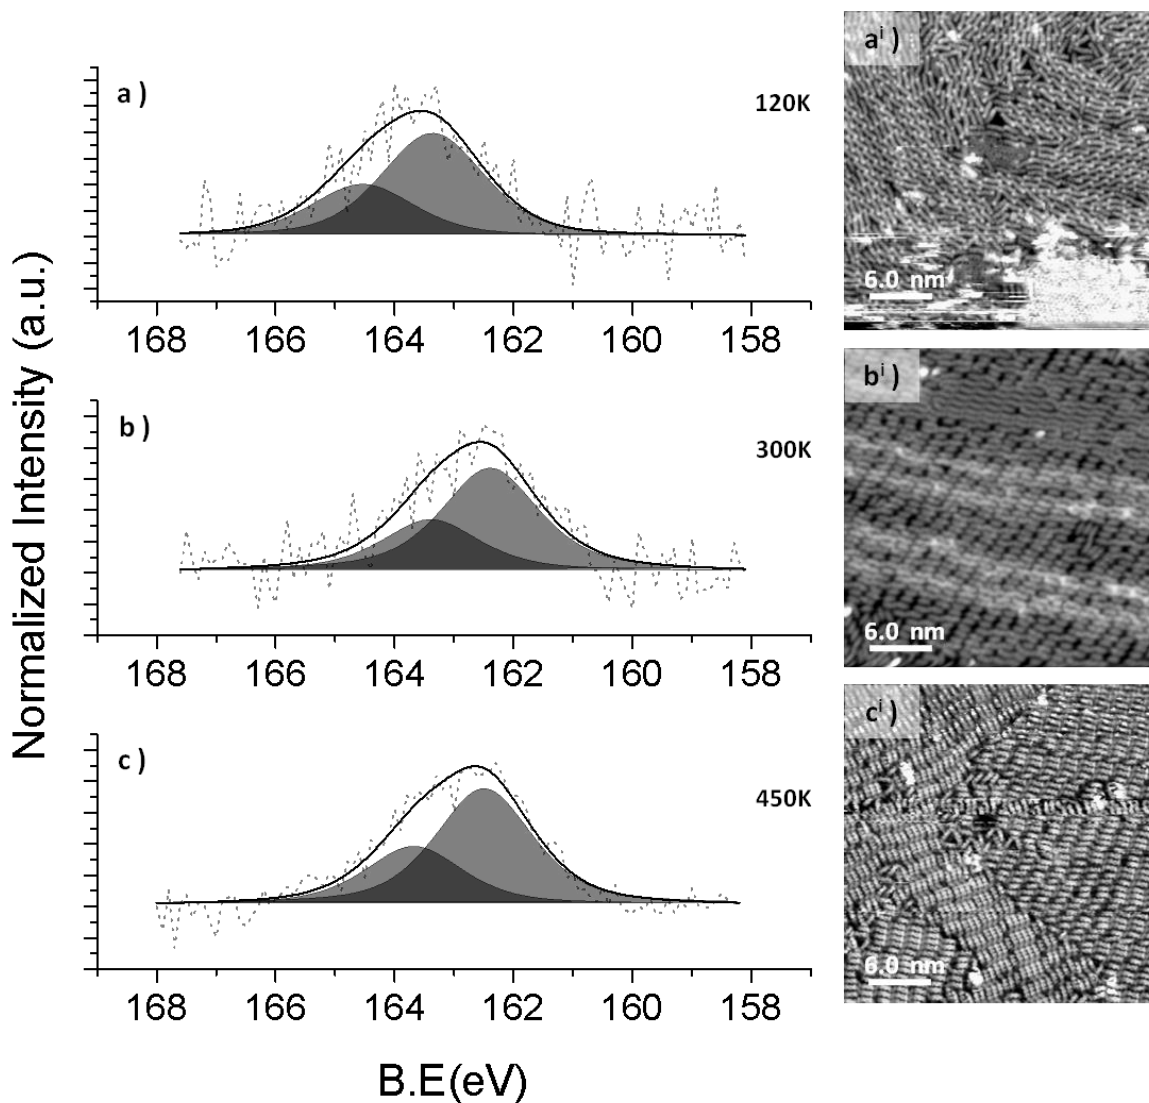 Normalized Intensity (a.u.)
a )
120K
168 166 164 162 160 158
b )
300K
168 166 164 162 160 158
c )
450K
168 166 164 162 160 158
B.E(eV)
aⁱ )
6.0 nm
bⁱ )
6.0 nm
cⁱ )
6.0 nm